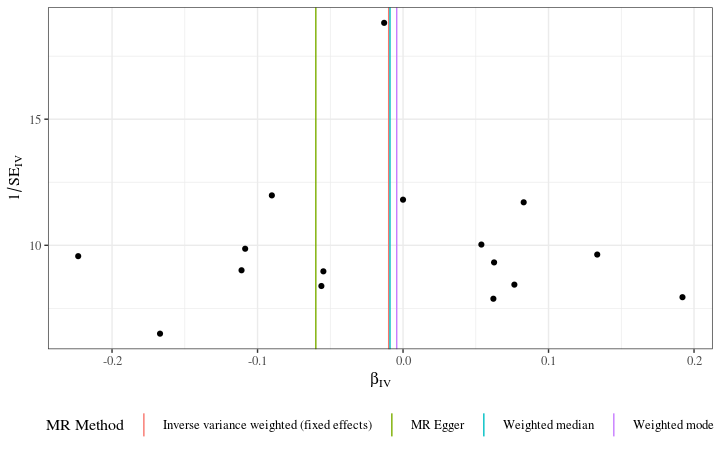 15
10
1/SE_IV
-0.2 -0.1 0.0 0.1 0.2
β_IV
MR Method Inverse variance weighted (fixed effects) MR Egger Weighted median Weighted mode